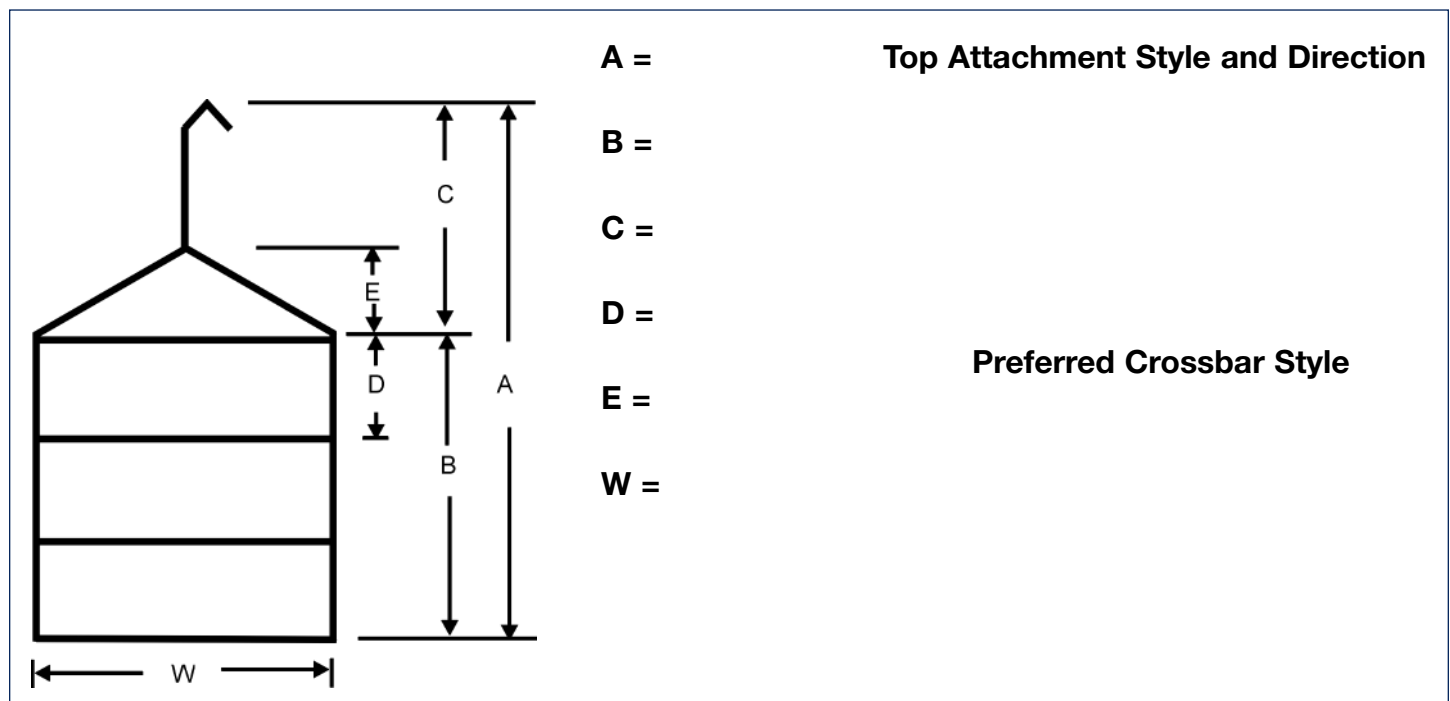 A =
Top Attachment Style and Direction
B =
C
C =
E
D =
D
A
Preferred Crossbar Style
E =
B
W =
W